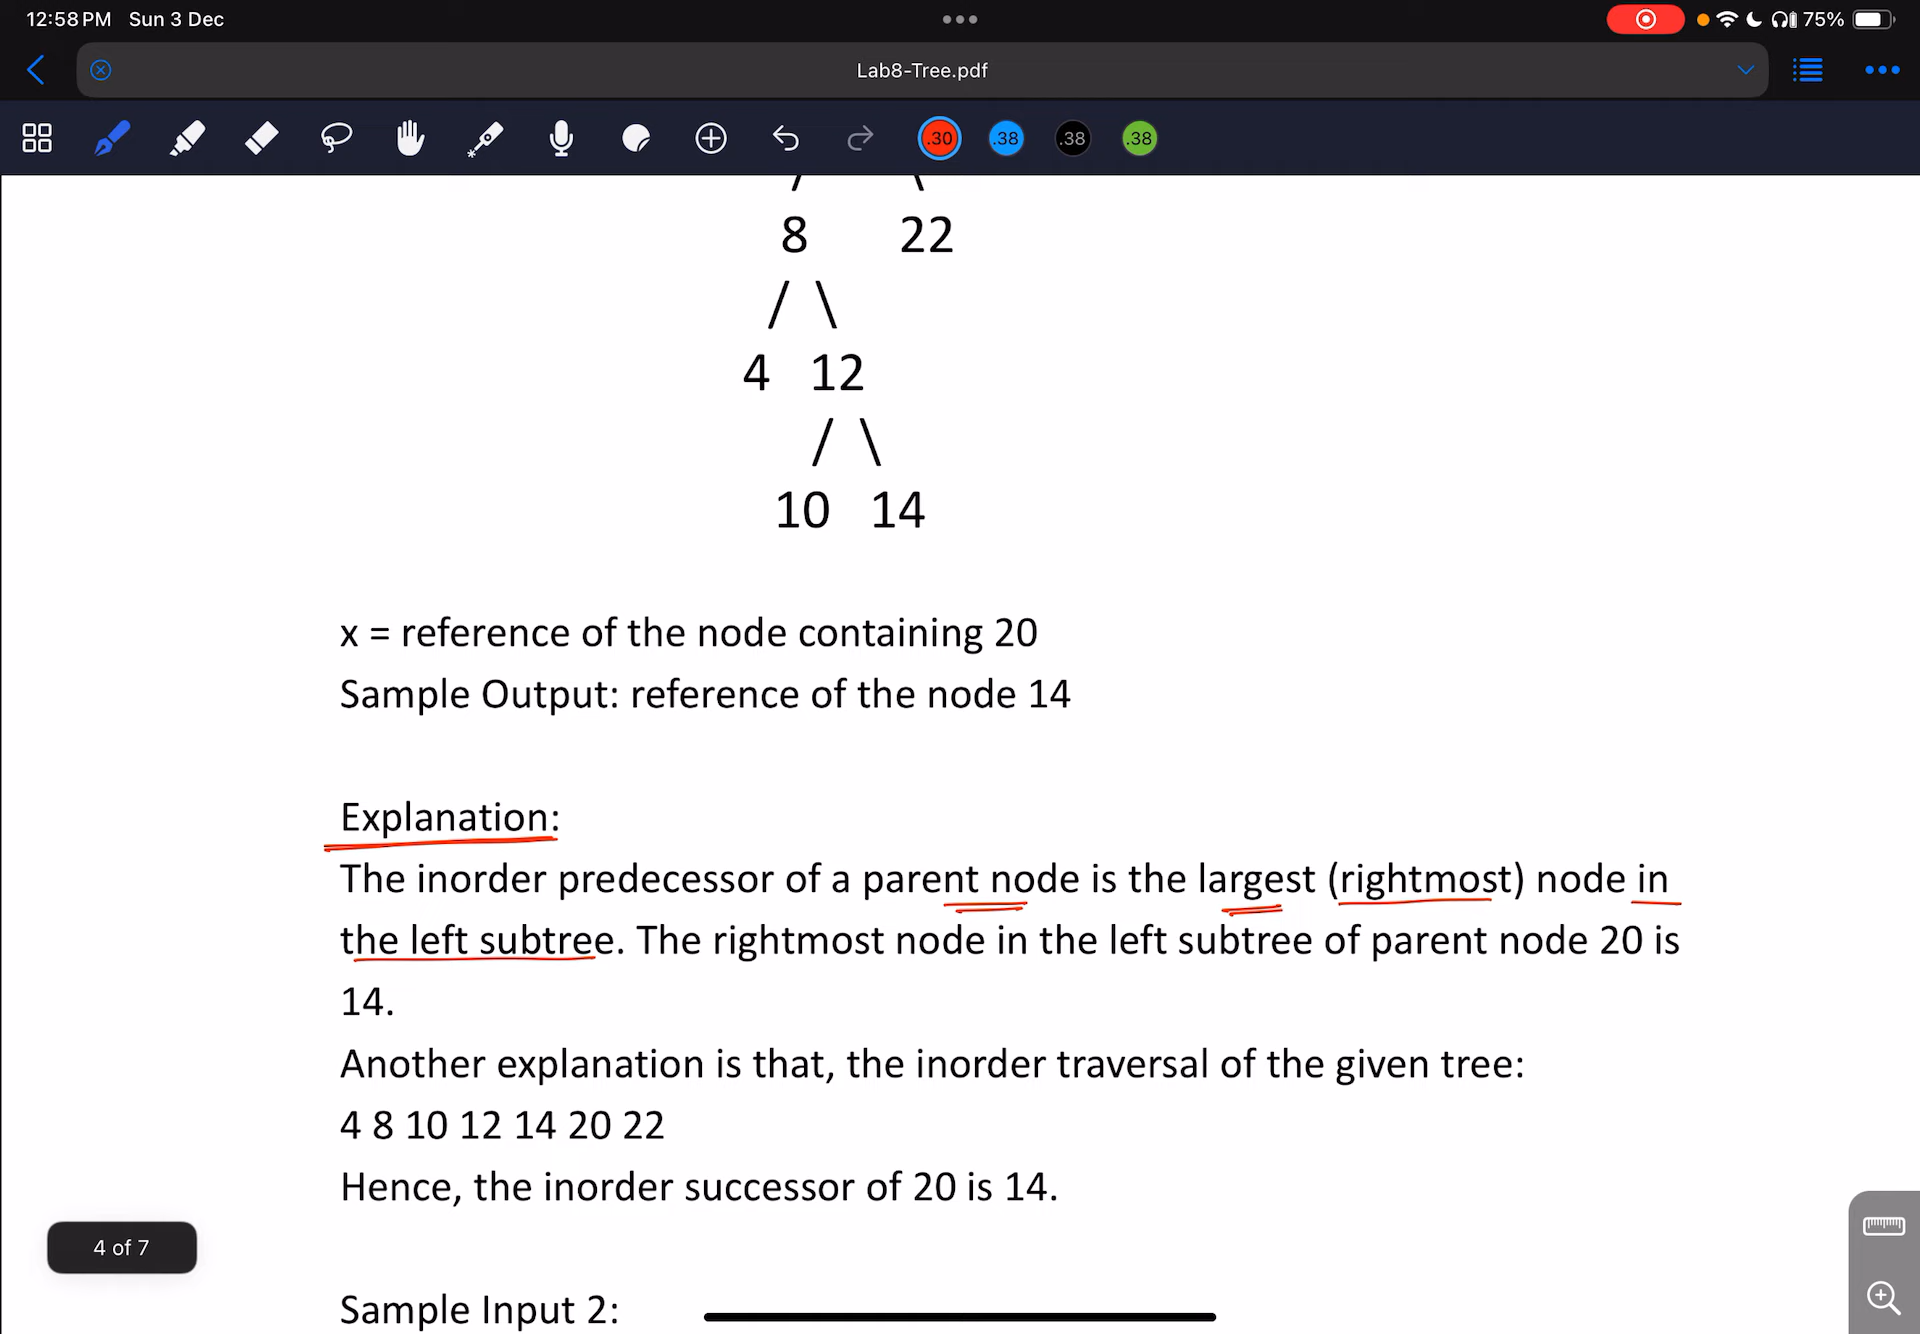 12:58 PM Sun 3 Dec
75%
Lab8-Tree.pdf
.30 .38 .38 .38
/ \
8 22
/ \
4 12
/ \
10 14
x = reference of the node containing 20
Sample Output: reference of the node 14
Explanation:
The inorder predecessor of a parent node is the largest (rightmost) node in
the left subtree. The rightmost node in the left subtree of parent node 20 is
14.
Another explanation is that, the inorder traversal of the given tree:
4 8 10 12 14 20 22
Hence, the inorder successor of 20 is 14.
4 of 7
Sample Input 2: